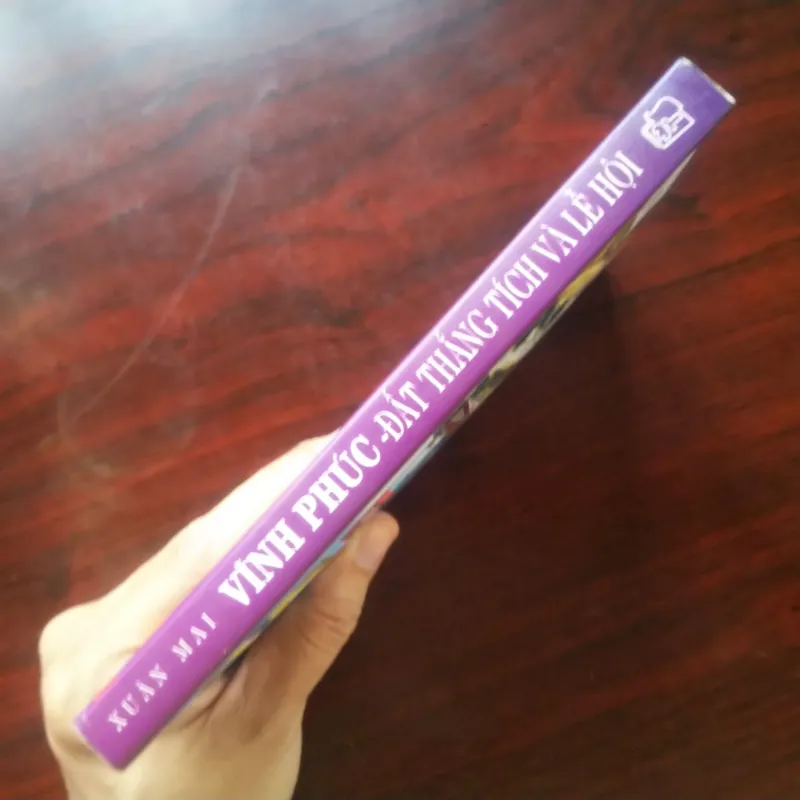 XUÂN MAI VĨNH PHÚC -ĐẤT THẮNG TÍCH VÀ LỄ HỘI